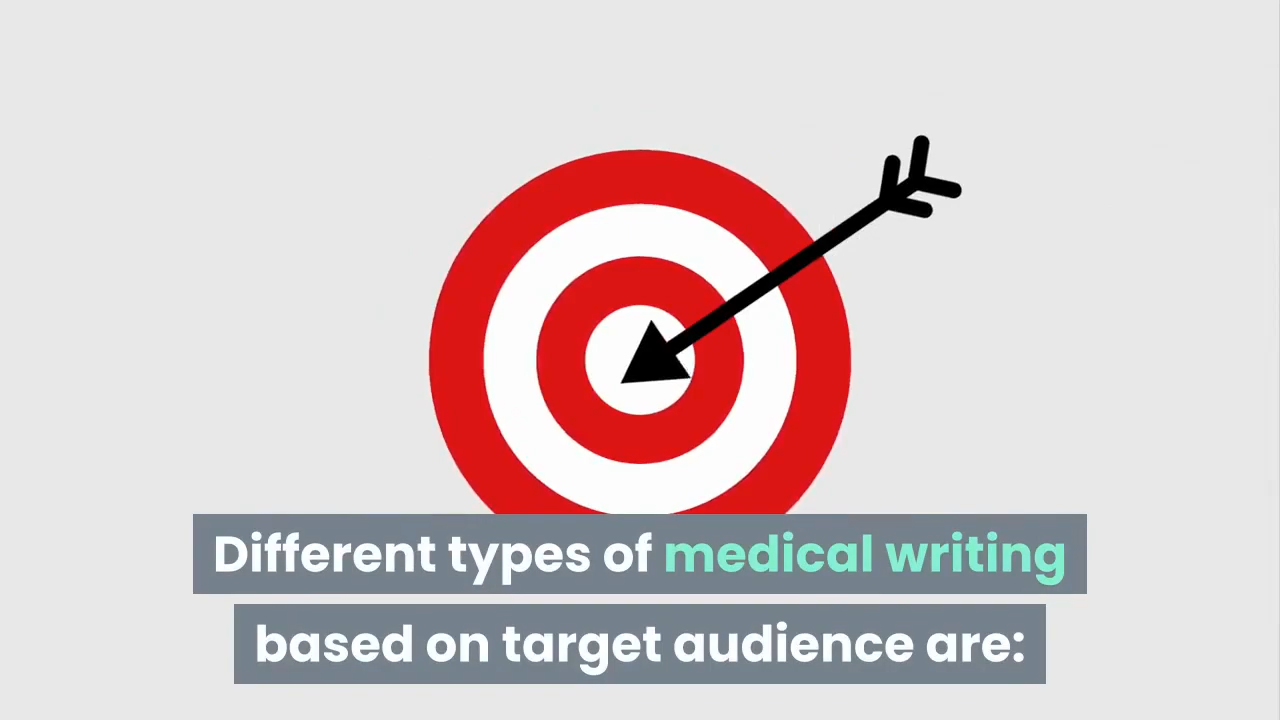 Different types of medical writing
based on target audience are: